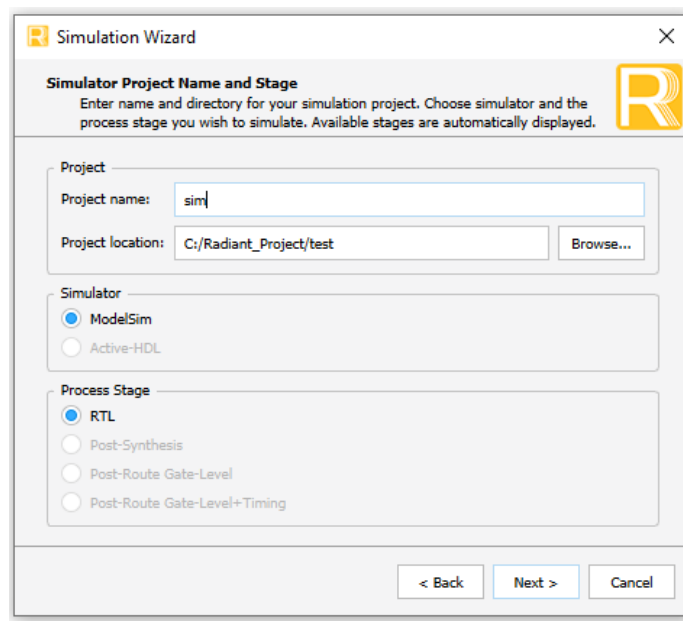 R Simulation Wizard
Simulator Project Name and Stage
Enter name and directory for your simulation project. Choose simulator and the
process stage you wish to simulate. Available stages are automatically displayed.
R
Project
Project name: sim
Project location: C:/Radiant_Project/test Browse...
Simulator
ModelSim
Active-HDL
Process Stage
RTL
Post-Synthesis
Post-Route Gate-Level
Post-Route Gate-Level+Timing
< Back Next > Cancel